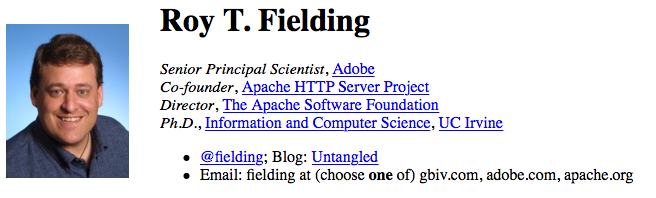 Roy T. Fielding
Senior Principal Scientist, Adobe
Co-founder, Apache HTTP Server Project
Director, The Apache Software Foundation
Ph.D., Information and Computer Science, UC Irvine
• @fielding; Blog: Untangled
• Email: fielding at (choose one of) gbiv.com, adobe.com, apache.org